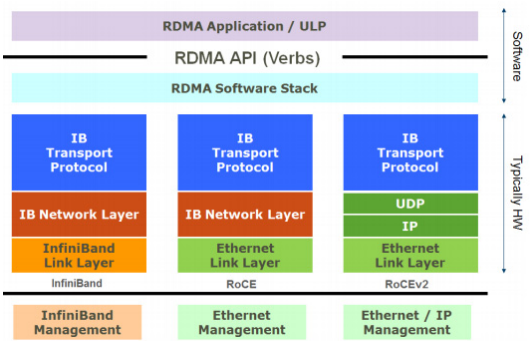 RDMA Application / ULP
Software
RDMA API (Verbs)
RDMA Software Stack
IB
Transport
Protocol
IB
Transport
Protocol
IB
Transport
Protocol
Typically HW
IB Network Layer
IB Network Layer
UDP
IP
InfiniBand
Link Layer
Ethernet
Link Layer
Ethernet
Link Layer
InfiniBand
RoCE
RoCEv2
InfiniBand
Management
Ethernet
Management
Ethernet / IP
Management